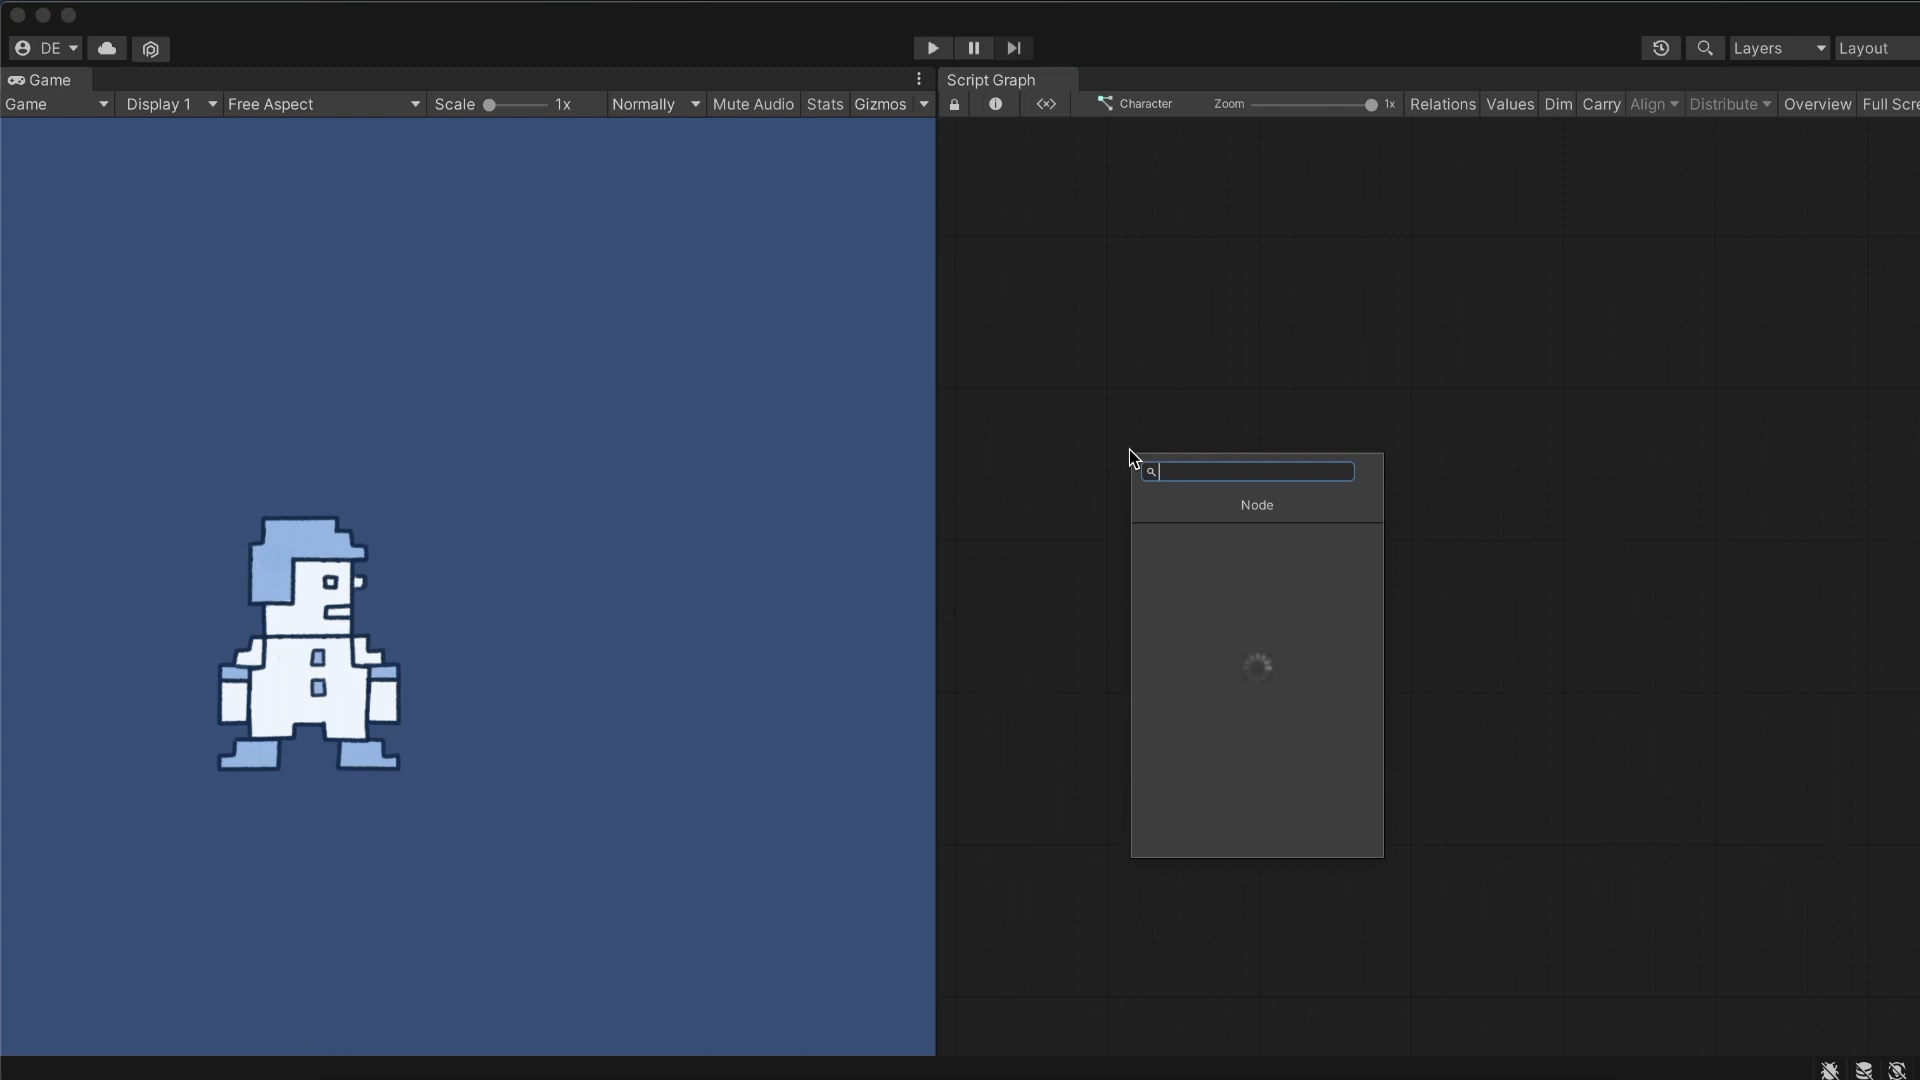 DE
Layers
Layout
Game
Script Graph
Game
Display 1
Free Aspect
Scale
1x
Normally
Mute Audio
Stats
Gizmos
Character
Zoom
1x
Relations
Values
Dim
Carry
Align
Distribute
Overview
Full Scre
Node